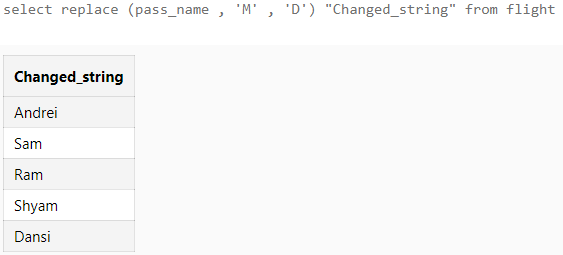 select replace (pass_name , 'M' , 'D') "Changed_string" from flight
Changed_string
Andrei
Sam
Ram
Shyam
Dansi